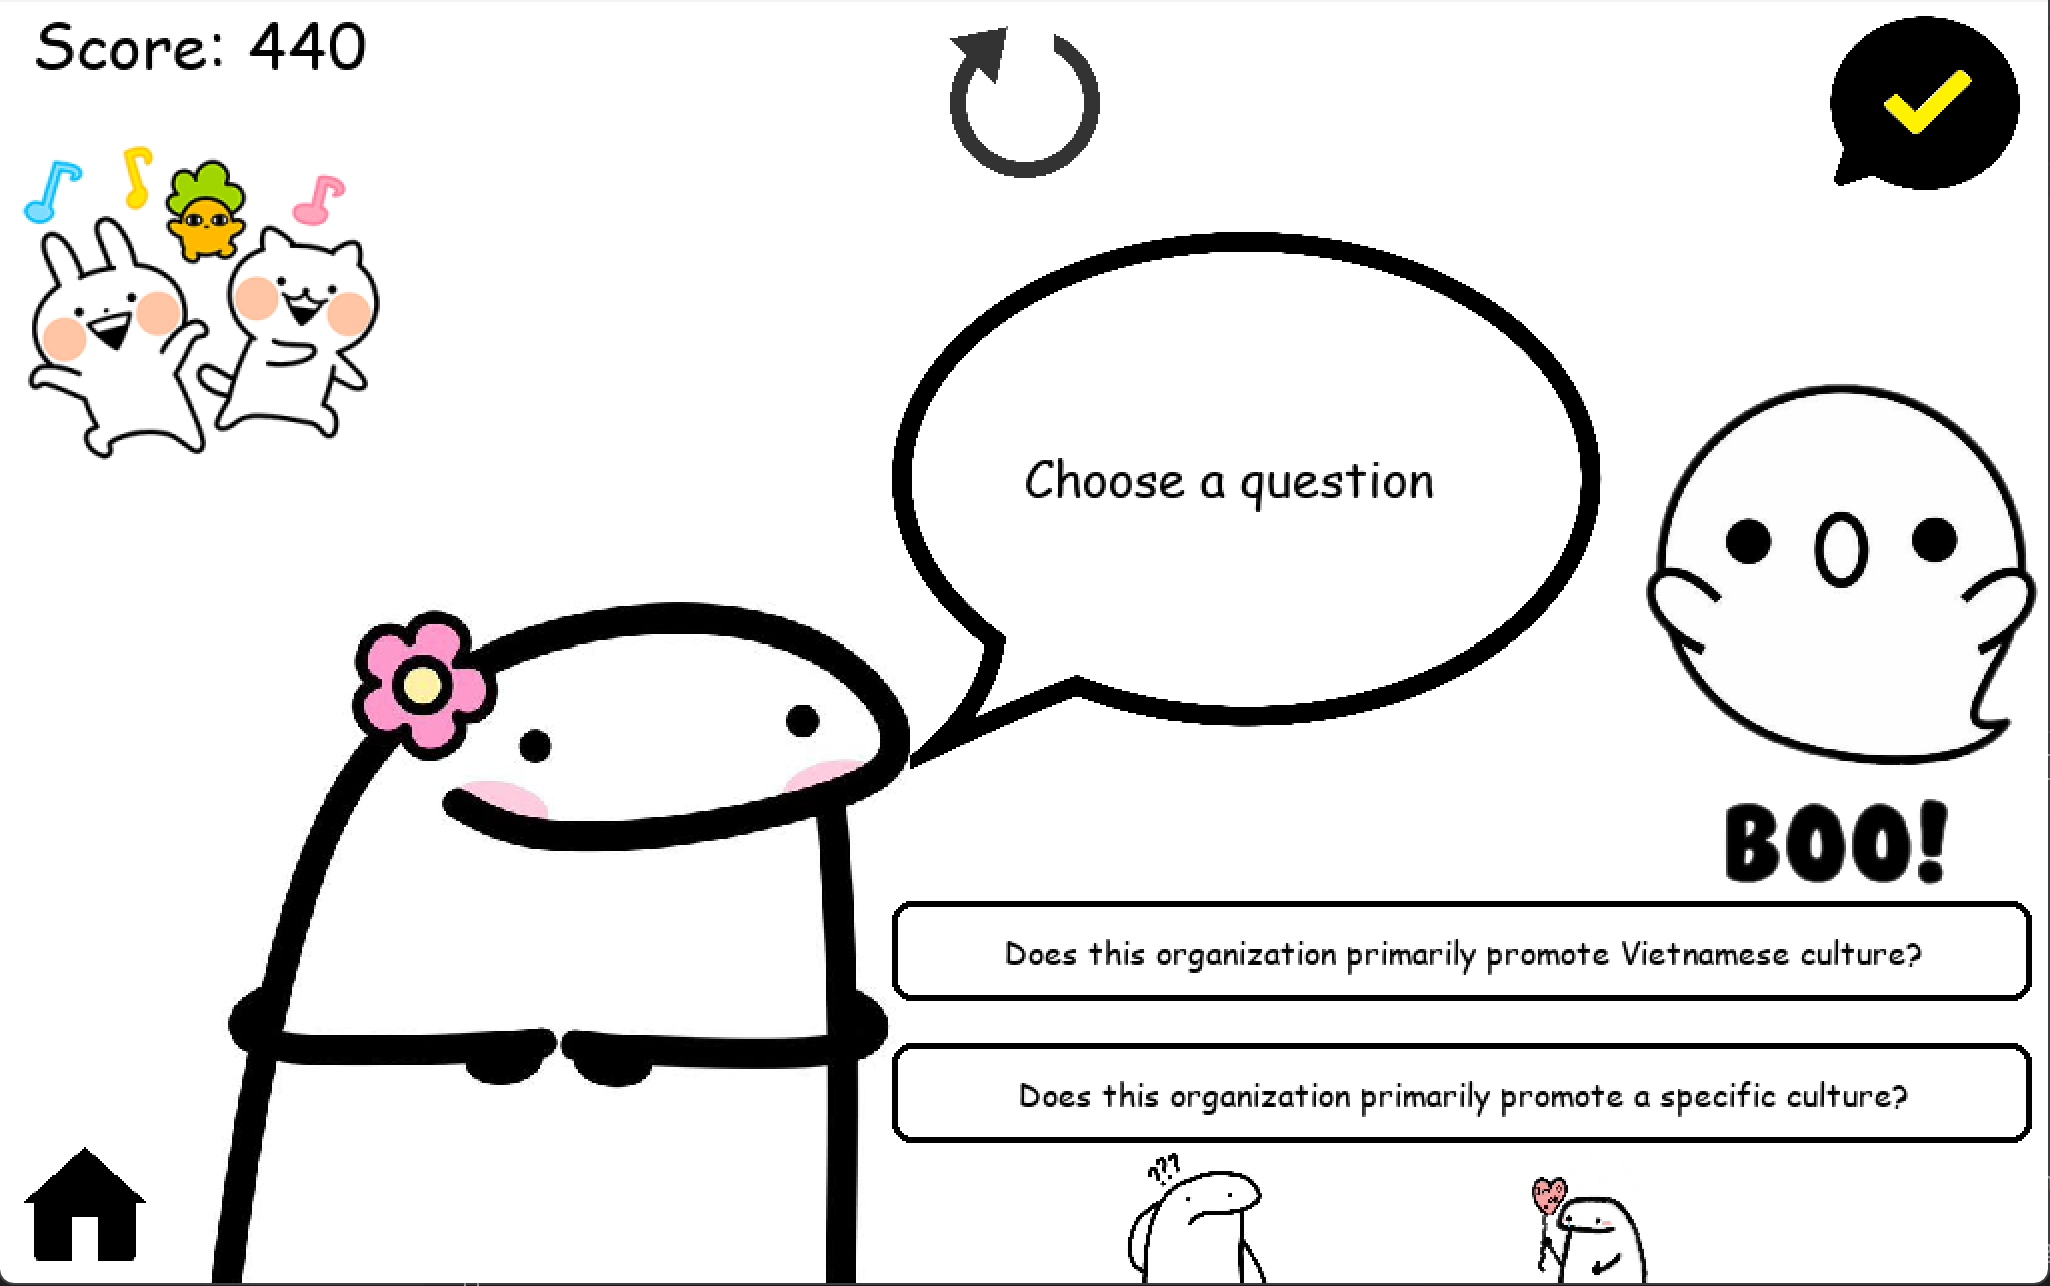 Score: 440
Choose a question
BOO!
Does this organization primarily promote Vietnamese culture?
Does this organization primarily promote a specific culture?
???